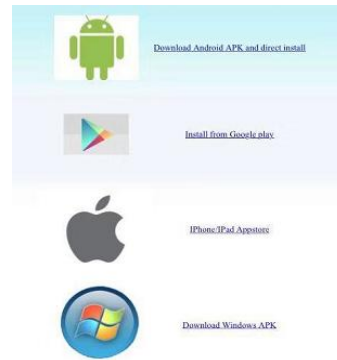 Download Android APK and direct install
Install from Google play
IPhone/IPad Appstore
Download Windows APK